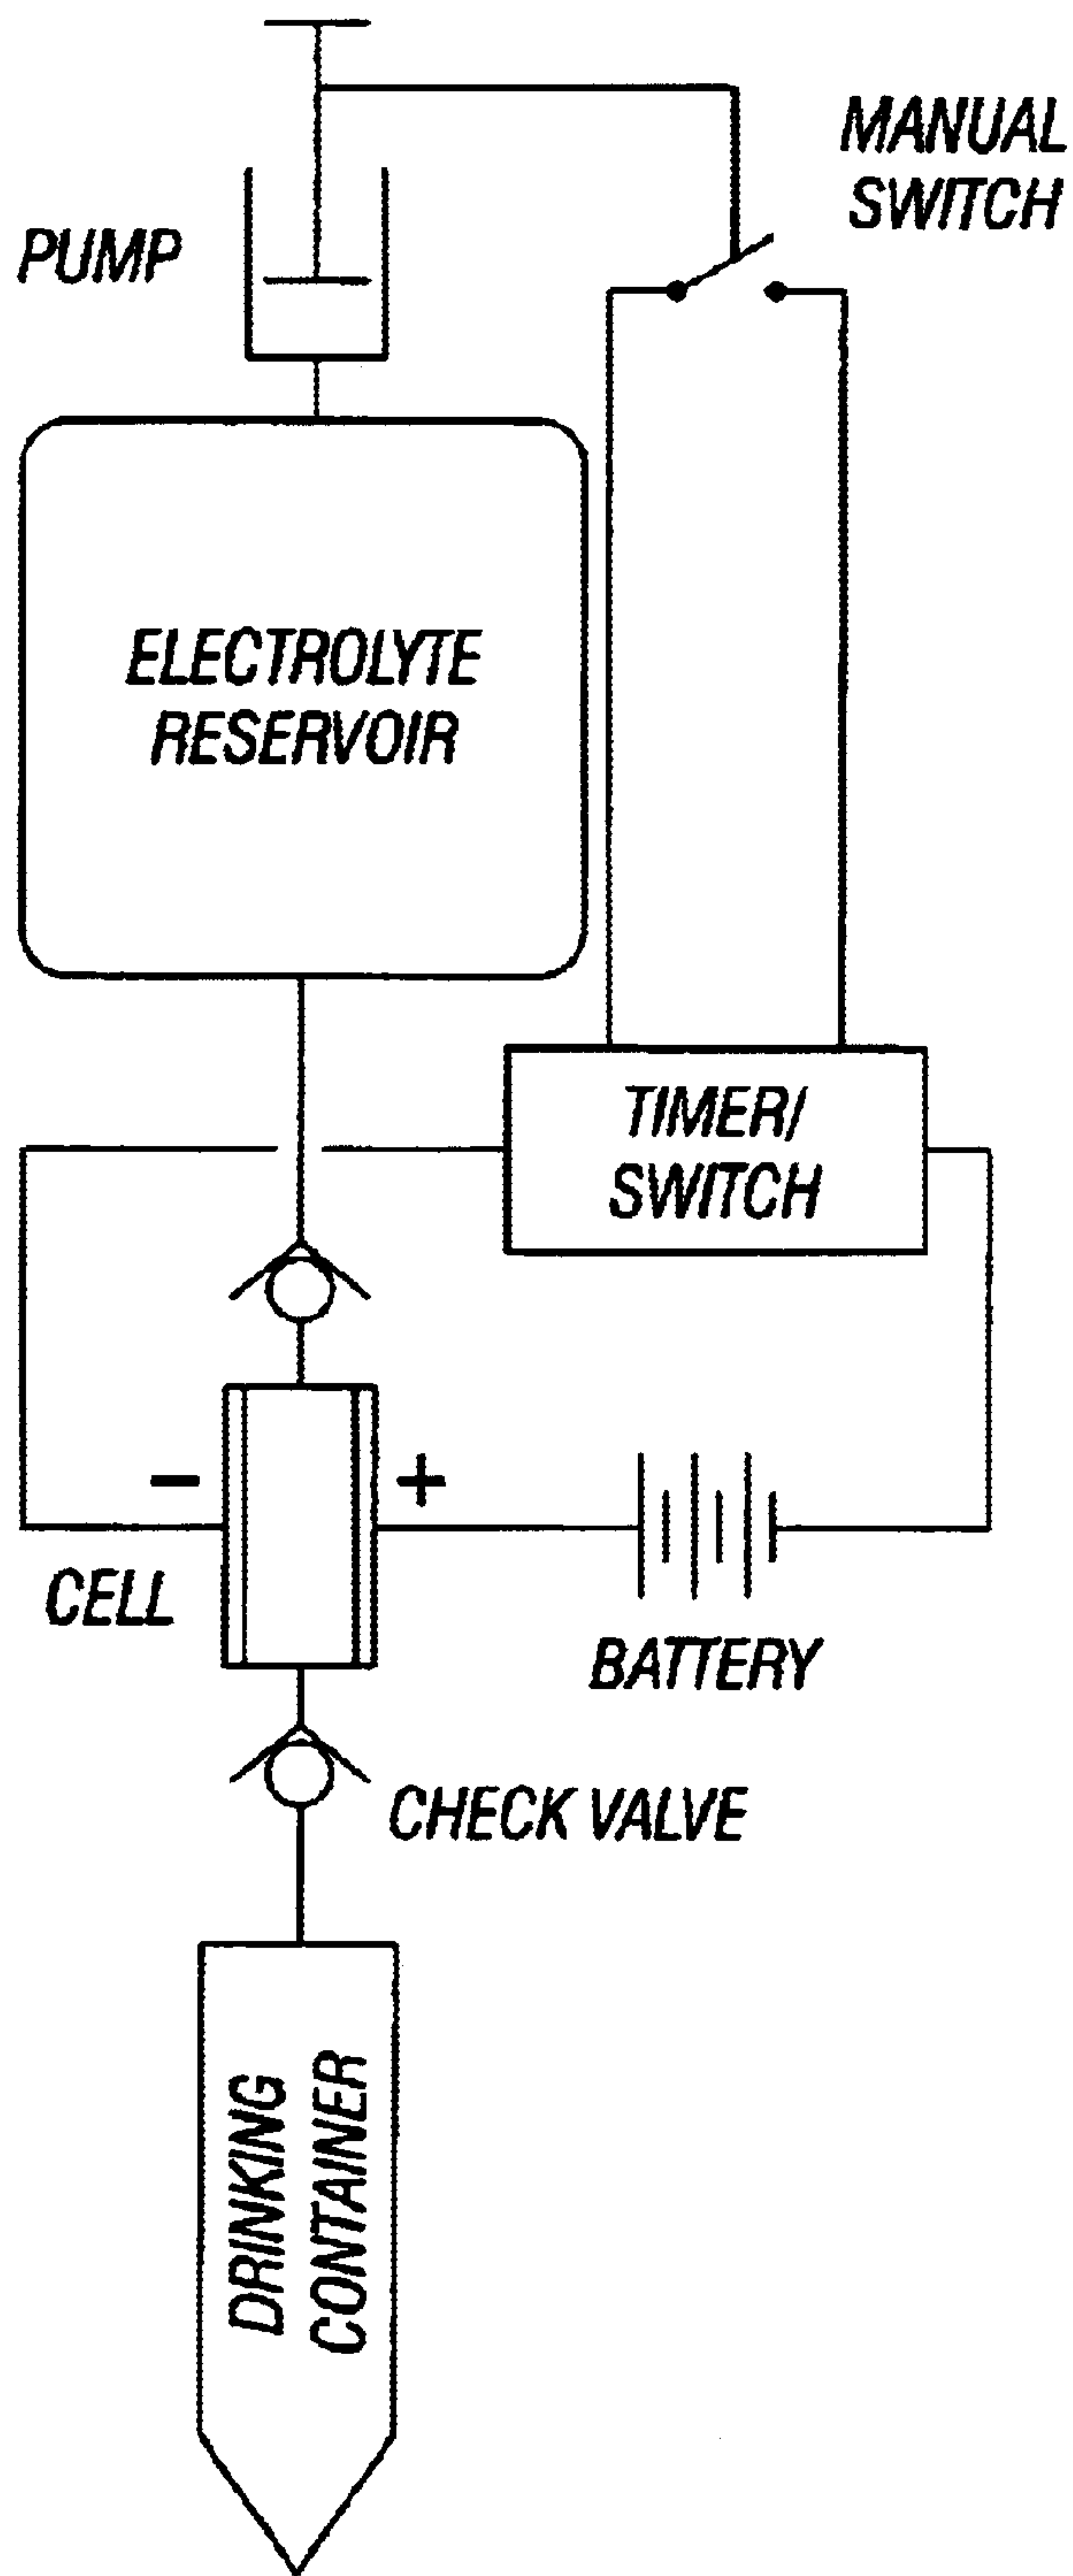 MANUAL
SWITCH
PUMP
ELECTROLYTE
RESERVOIR
TIMER/
SWITCH
−
+
CELL
BATTERY
CHECK VALVE
DRINKING
CONTAINER